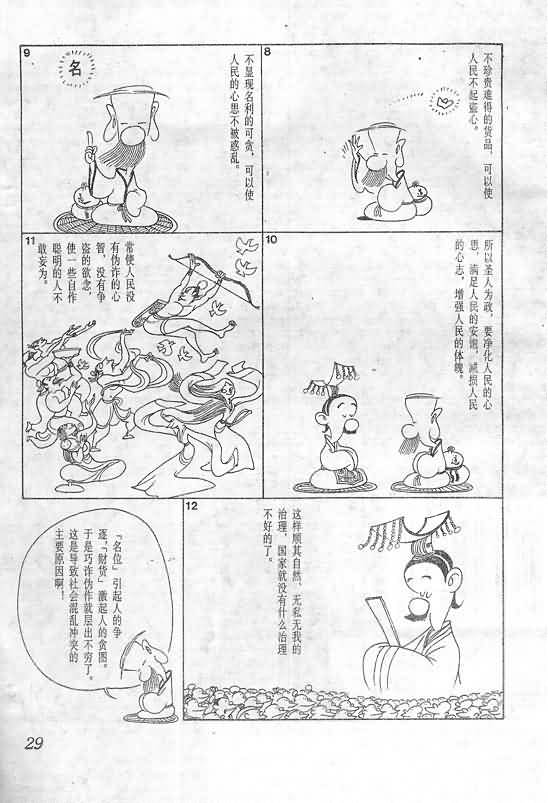 8
不珍贵难得的货品，可以使
人民不起盗心。
9
名
不显现名利的可贪，可以使
人民的心思不被惑乱。
10
所以圣人为政，要净化人民的心
思，满足人民的安饱，减损人民
的心志，增强人民的体魄。
11
常使人民没
有伪诈的心
智，没有争
盗的欲念，
使一些自作
聪明的人不
敢妄为。
12
这样顺其自然、无私无我的
治理，国家就没有什么治理
不好的了。
「名位」引起人的争
逐，「财货」激起人的贪图。
于是巧诈伪作就层出不穷了。
这是导致社会混乱冲突的
主要原因啊！
29